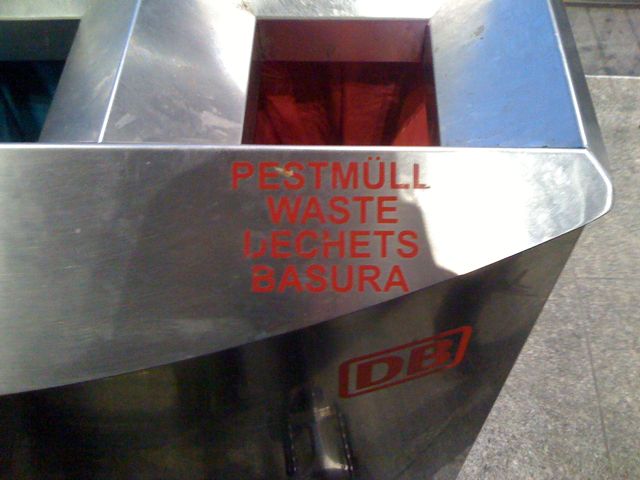 PESTMÜLL
WASTE
DECHETS
BASURA
DB